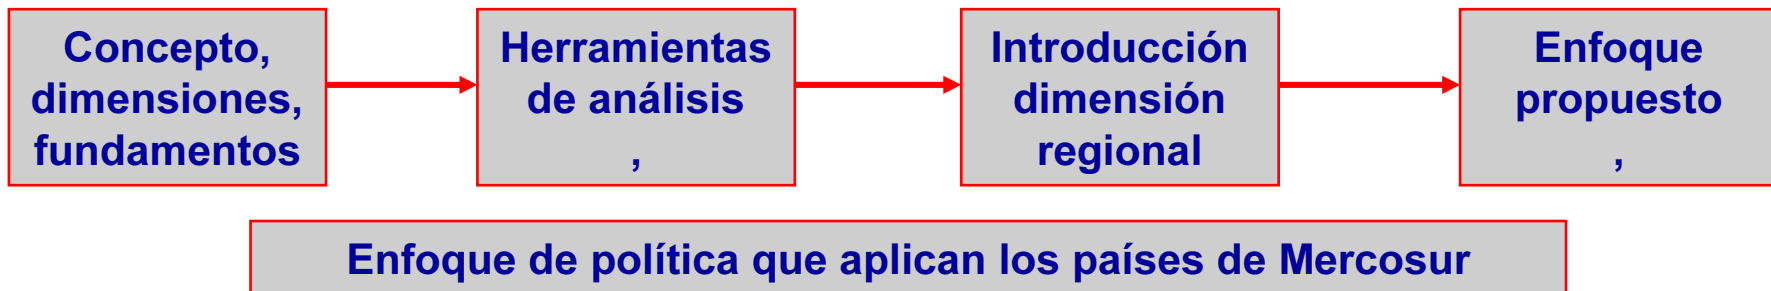 Concepto,
dimensiones,
fundamentos
Herramientas
de análisis
,
Introducción
dimensión
regional
Enfoque
propuesto
,
Enfoque de política que aplican los países de Mercosur